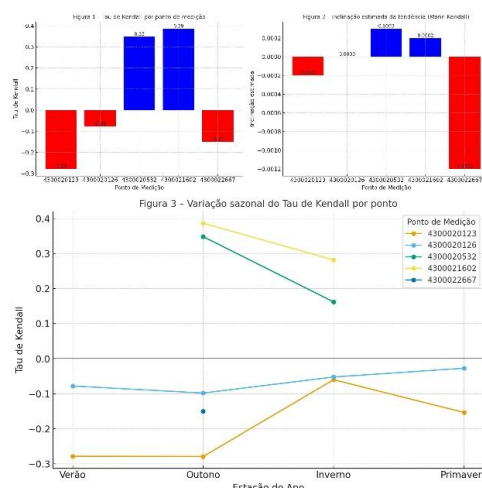 Figura 1 – Tau de Kendall por ponto de medição
0.4
0.3
0.2
0.1
0.0
−0.1
−0.2
−0.3
Tau de Kendall
4300020123
4300020126
4300020532
4300021602
4300022667
Ponto de Medição
Figura 2 – Inclinação estimada da tendência (Mann-Kendall)
0.0002
0.0000
−0.0002
−0.0004
−0.0006
−0.0008
−0.0010
−0.0012
Inclinação estimada
0.0003
0.0002
4300020123
4300020126
4300020532
4300021602
4300022667
Ponto de Medição
Figura 3 – Variação sazonal do Tau de Kendall por ponto
0.4
0.3
0.2
0.1
0.0
−0.1
−0.2
−0.3
Tau de Kendall
Ponto de Medição
4300020123
4300020126
4300020532
4300021602
4300022667
Verão
Outono
Inverno
Primaver
Estação do Ano